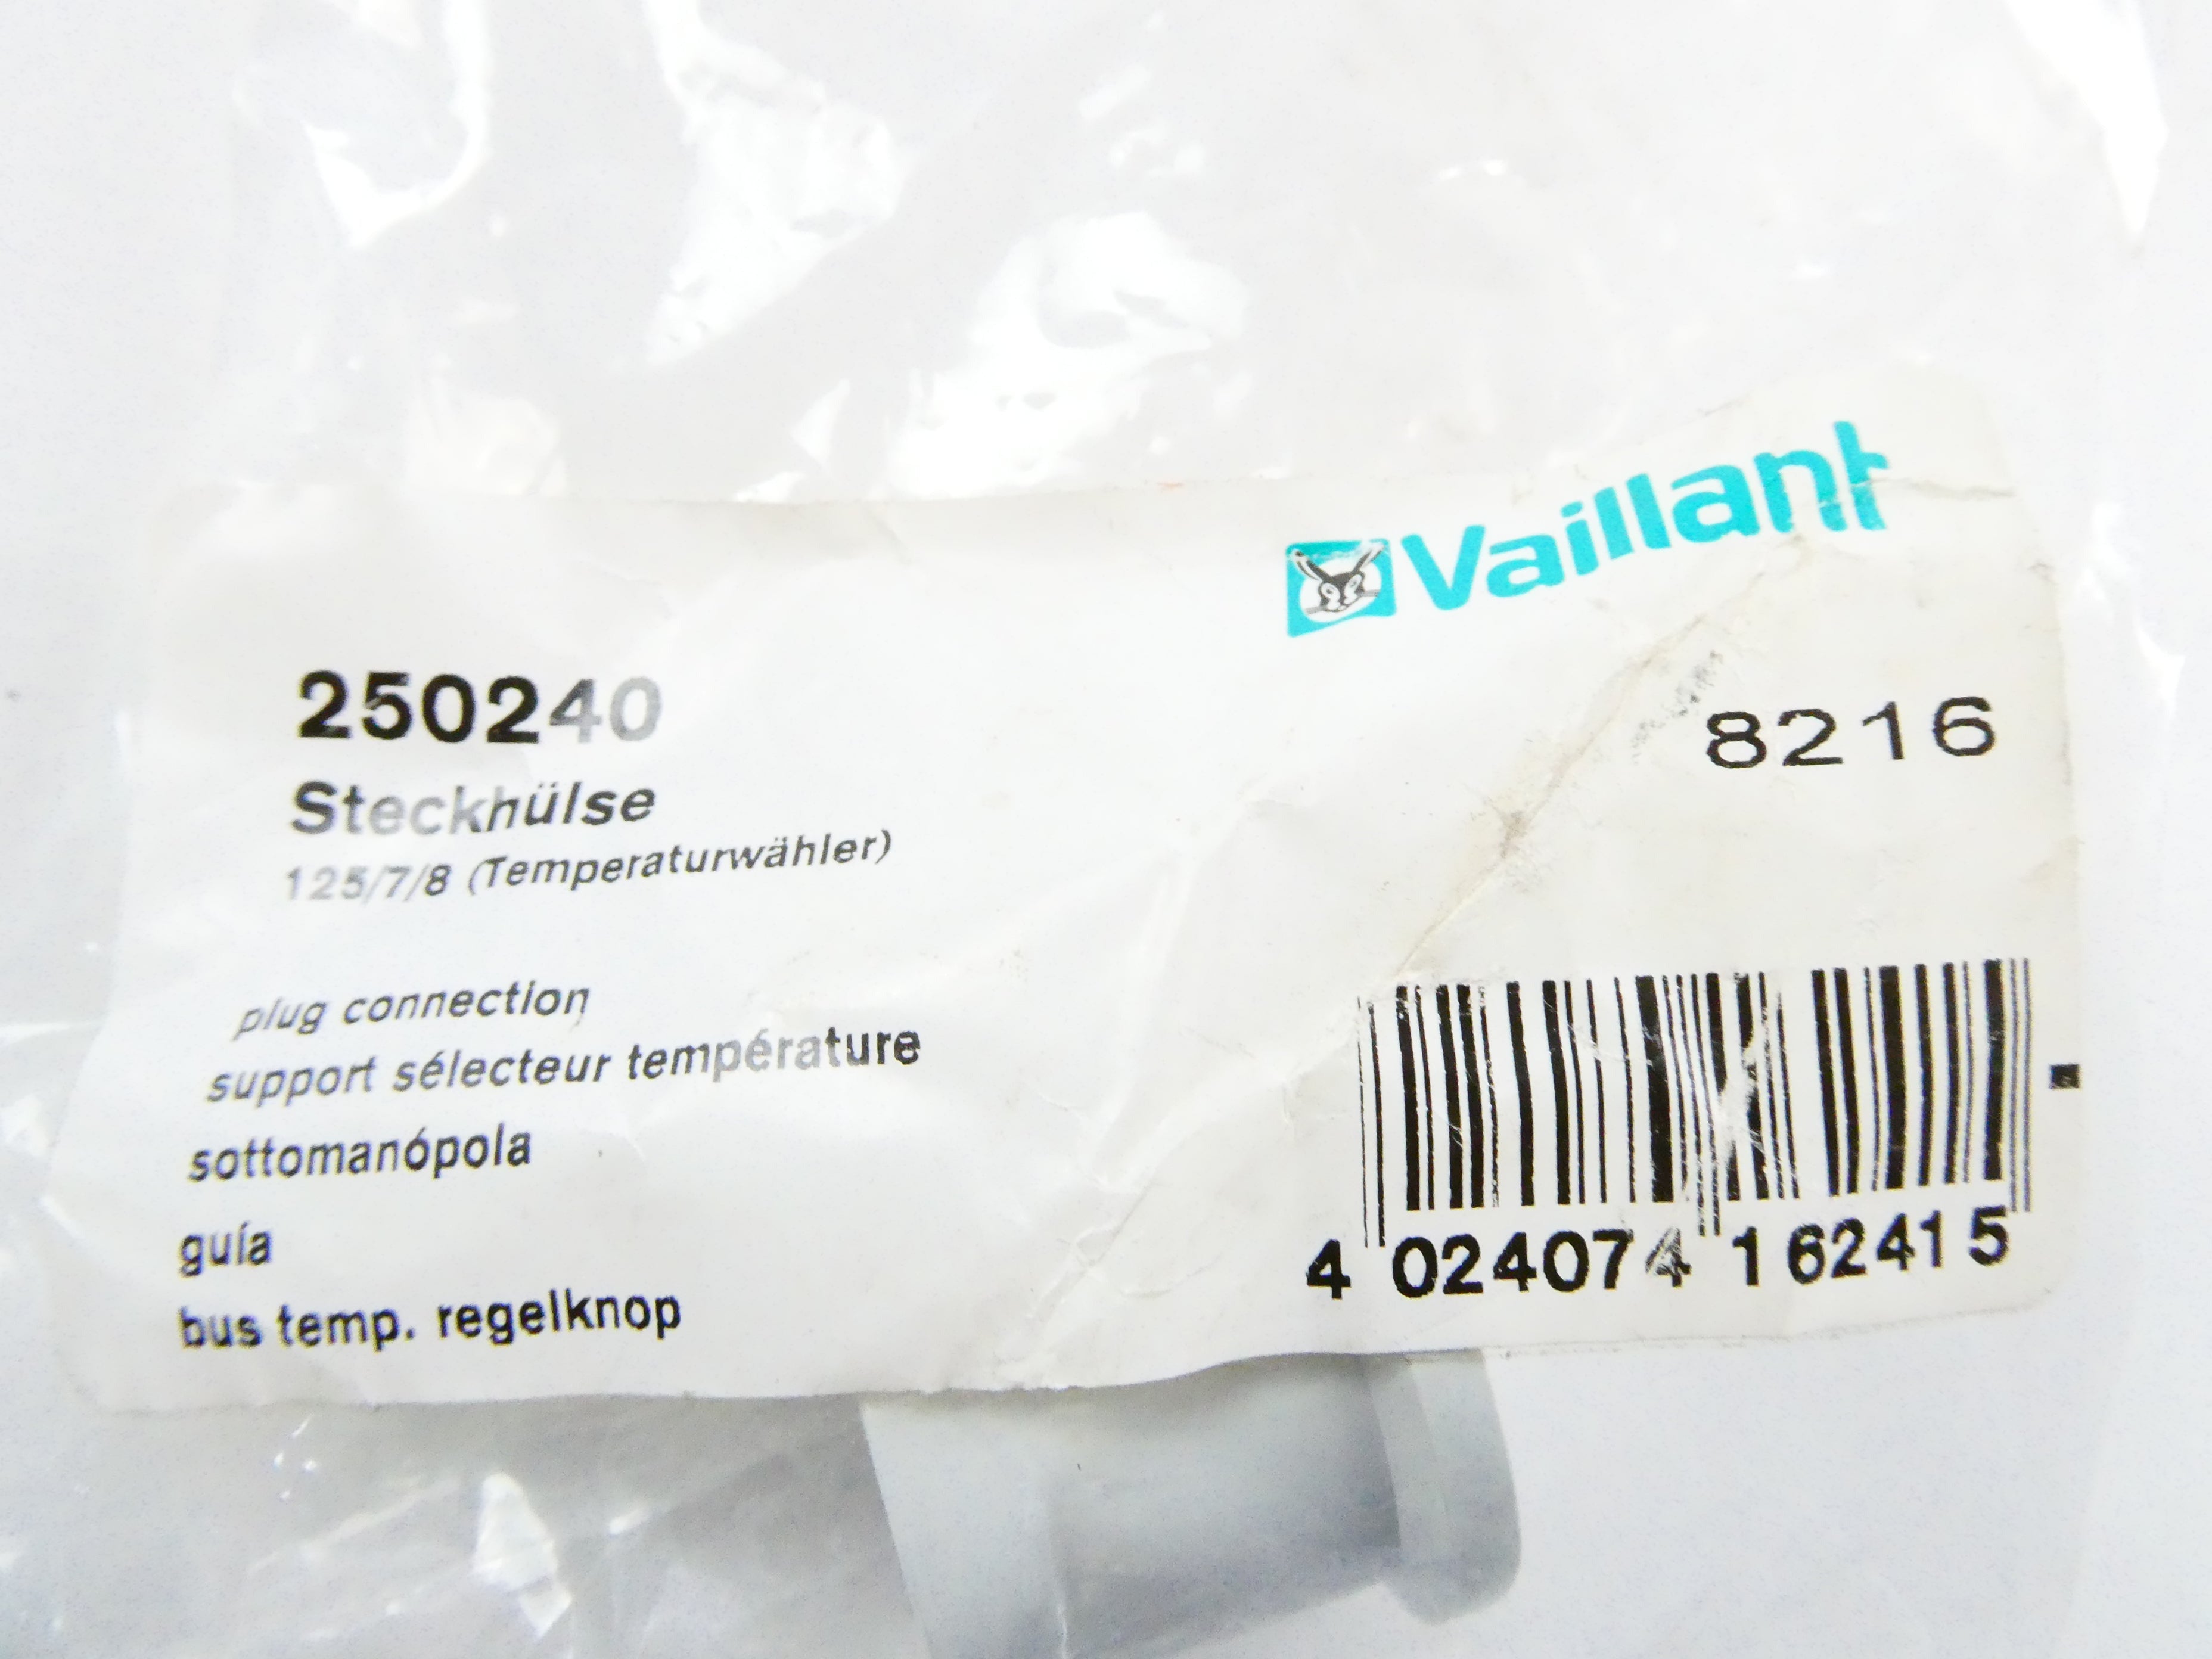 Vaillant
250240
8216
Steckhülse
125/7/8 (Temperaturwähler)
plug connection
support sélecteur température
sottomanópola
guía
bus temp. regelknop
4 024074 162415